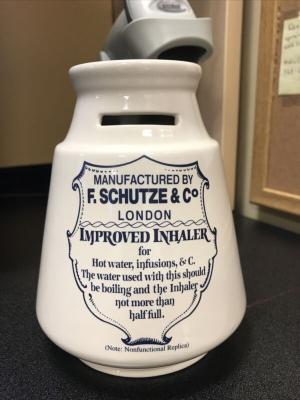 MANUFACTURED BY
F. SCHUTZE & Co
LONDON
IMPROVED INHALER
for
Hot water, infusions, & C.
The water used with this should
be boiling and the Inhaler
not more than
half full.
(Note: Nonfunctional Replica)